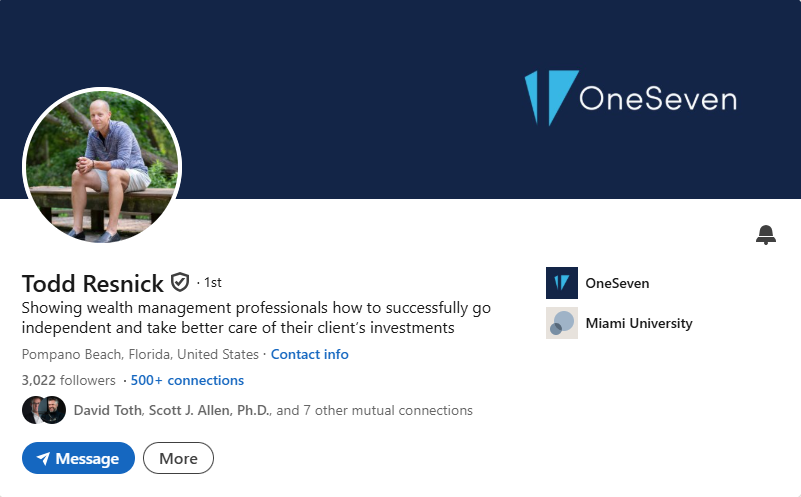 OneSeven
Todd Resnick · 1st
Showing wealth management professionals how to successfully go
independent and take better care of their client’s investments
Pompano Beach, Florida, United States · Contact info
3,022 followers · 500+ connections
David Toth, Scott J. Allen, Ph.D., and 7 other mutual connections
Message
More
OneSeven
Miami University